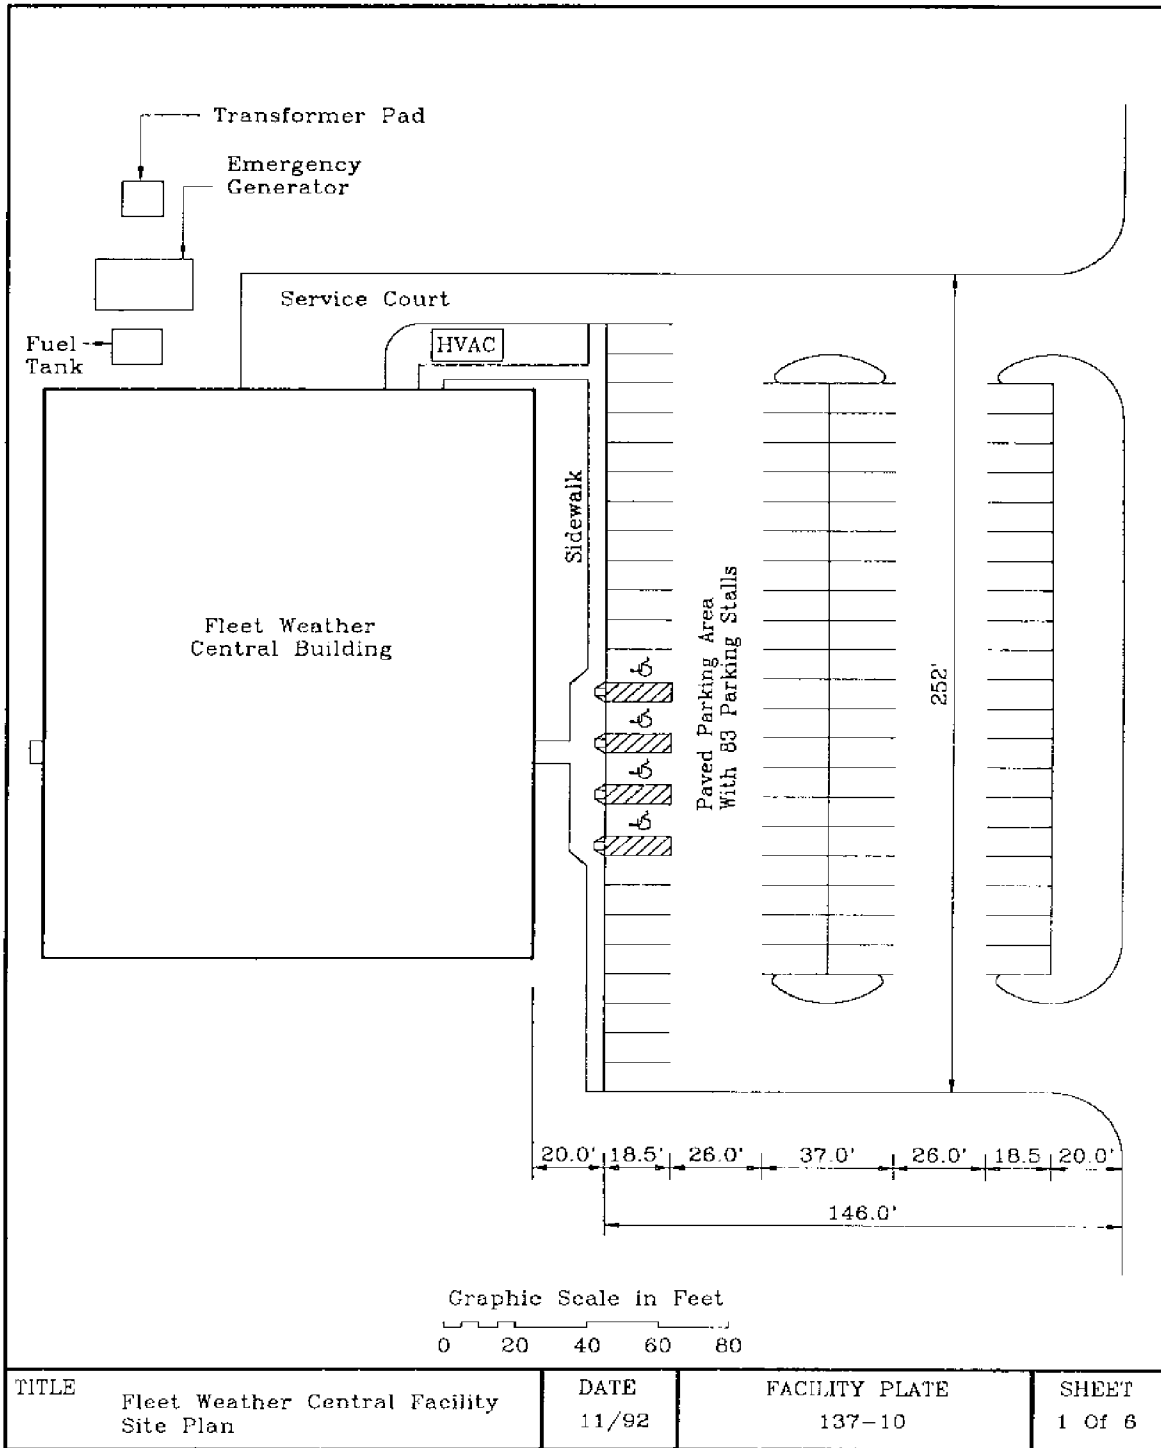 Transformer Pad
Emergency
Generator
Service Court
Fuel
Tank
HVAC
Sidewalk
Fleet Weather
Central Building
Paved Parking Area
With 83 Parking Stalls
252'
20.0' 18.5' 26.0' 37.0' 26.0' 18.5 20.0'
146.0'
Graphic Scale in Feet
0 20 40 60 80
TITLE
Fleet Weather Central Facility
Site Plan
DATE
11/92
FACILITY PLATE
137-10
SHEET
1 Of 6